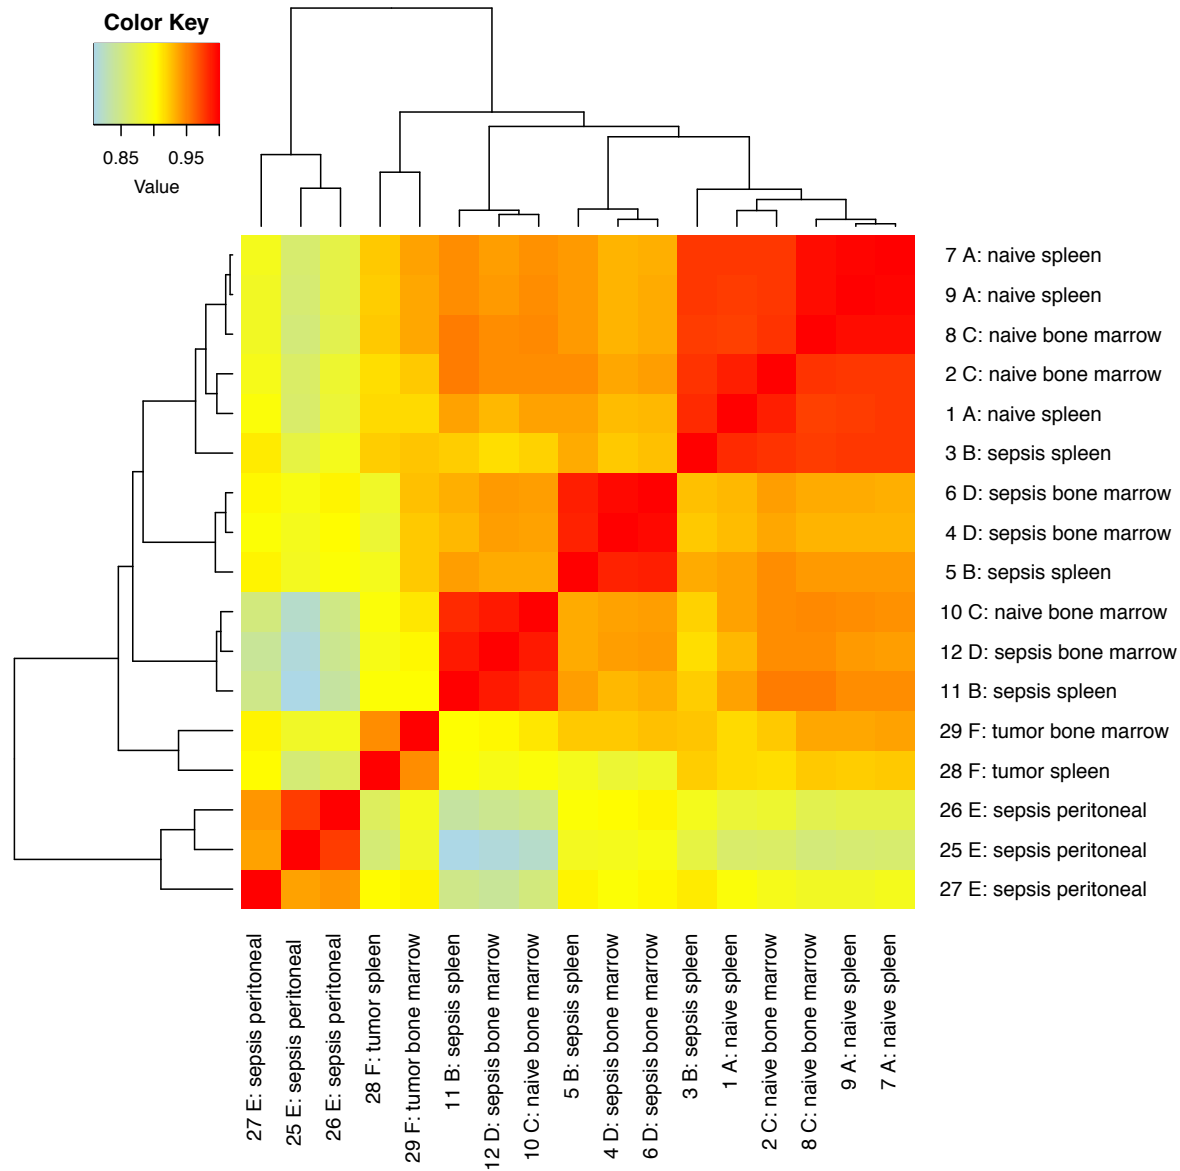 Color Key
0.85 0.95
Value
7 A: naive spleen
9 A: naive spleen
8 C: naive bone marrow
2 C: naive bone marrow
1 A: naive spleen
3 B: sepsis spleen
6 D: sepsis bone marrow
4 D: sepsis bone marrow
5 B: sepsis spleen
10 C: naive bone marrow
12 D: sepsis bone marrow
11 B: sepsis spleen
29 F: tumor bone marrow
28 F: tumor spleen
26 E: sepsis peritoneal
25 E: sepsis peritoneal
27 E: sepsis peritoneal
27 E: sepsis peritoneal
25 E: sepsis peritoneal
26 E: sepsis peritoneal
28 F: tumor spleen
29 F: tumor bone marrow
11 B: sepsis spleen
12 D: sepsis bone marrow
10 C: naive bone marrow
5 B: sepsis spleen
4 D: sepsis bone marrow
6 D: sepsis bone marrow
3 B: sepsis spleen
1 A: naive spleen
2 C: naive bone marrow
8 C: naive bone marrow
9 A: naive spleen
7 A: naive spleen